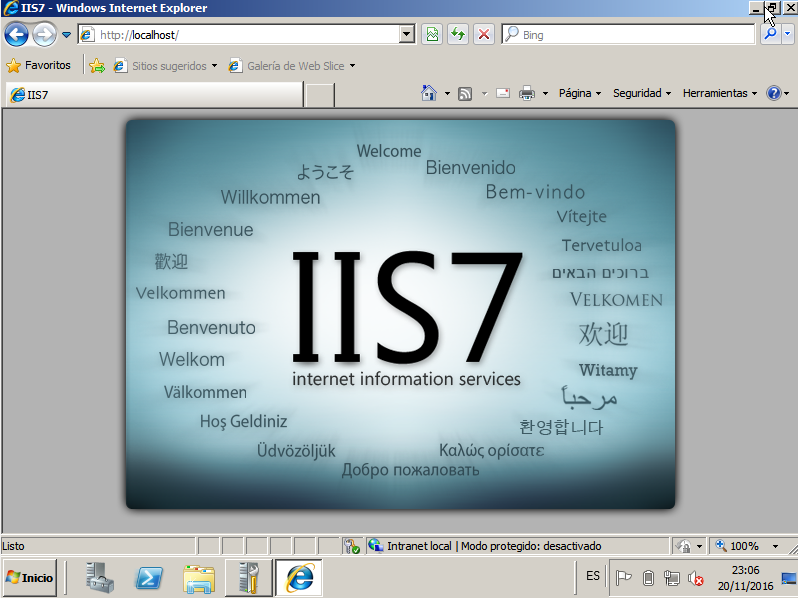 IIS7 - Windows Internet Explorer
http://localhost/
Bing
Favoritos
Sitios sugeridos
Galería de Web Slice
IIS7
Página
Seguridad
Herramientas
Welcome
Bienvenido
ようこそ
Bem-vindo
Willkommen
Vítejte
Bienvenue
Tervetuloa
歡迎
ברוכים הבאים
Velkommen
VELKOMEN
Benvenuto
欢迎
Welkom
Witamy
Välkommen
مرحباً
Hoş Geldiniz
환영합니다
Üdvözöljük
Καλώς ορίσατε
Добро пожаловать
IIS7
internet information services
Listo
Intranet local | Modo protegido: desactivado
100%
Inicio
ES
23:06
20/11/2016